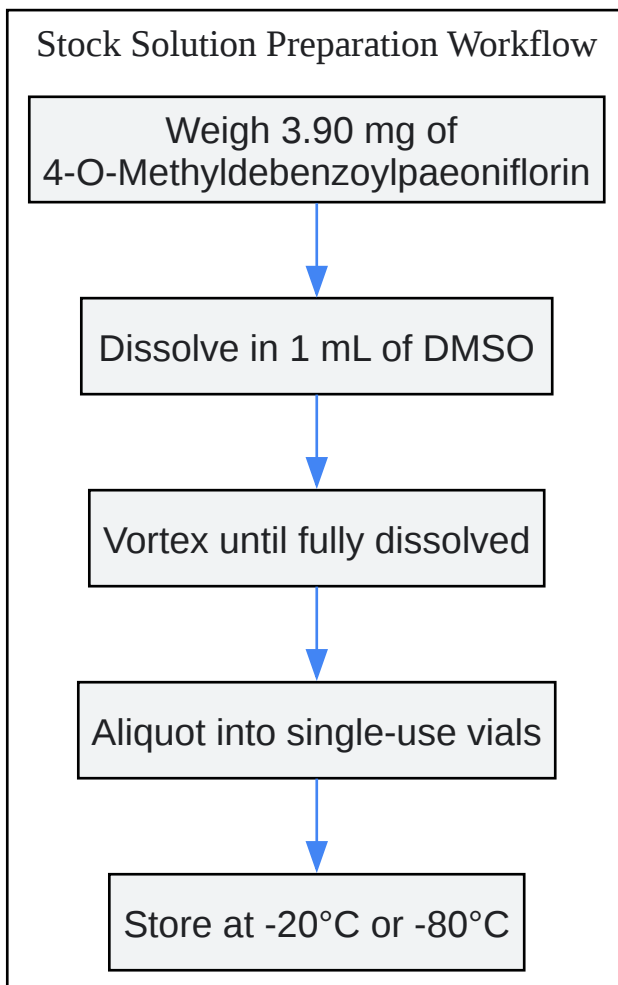 Stock Solution Preparation Workflow
Weigh 3.90 mg of
4-O-Methyldebenzoylpaeoniflorin
Dissolve in 1 mL of DMSO
Vortex until fully dissolved
Aliquot into single-use vials
Store at -20°C or -80°C